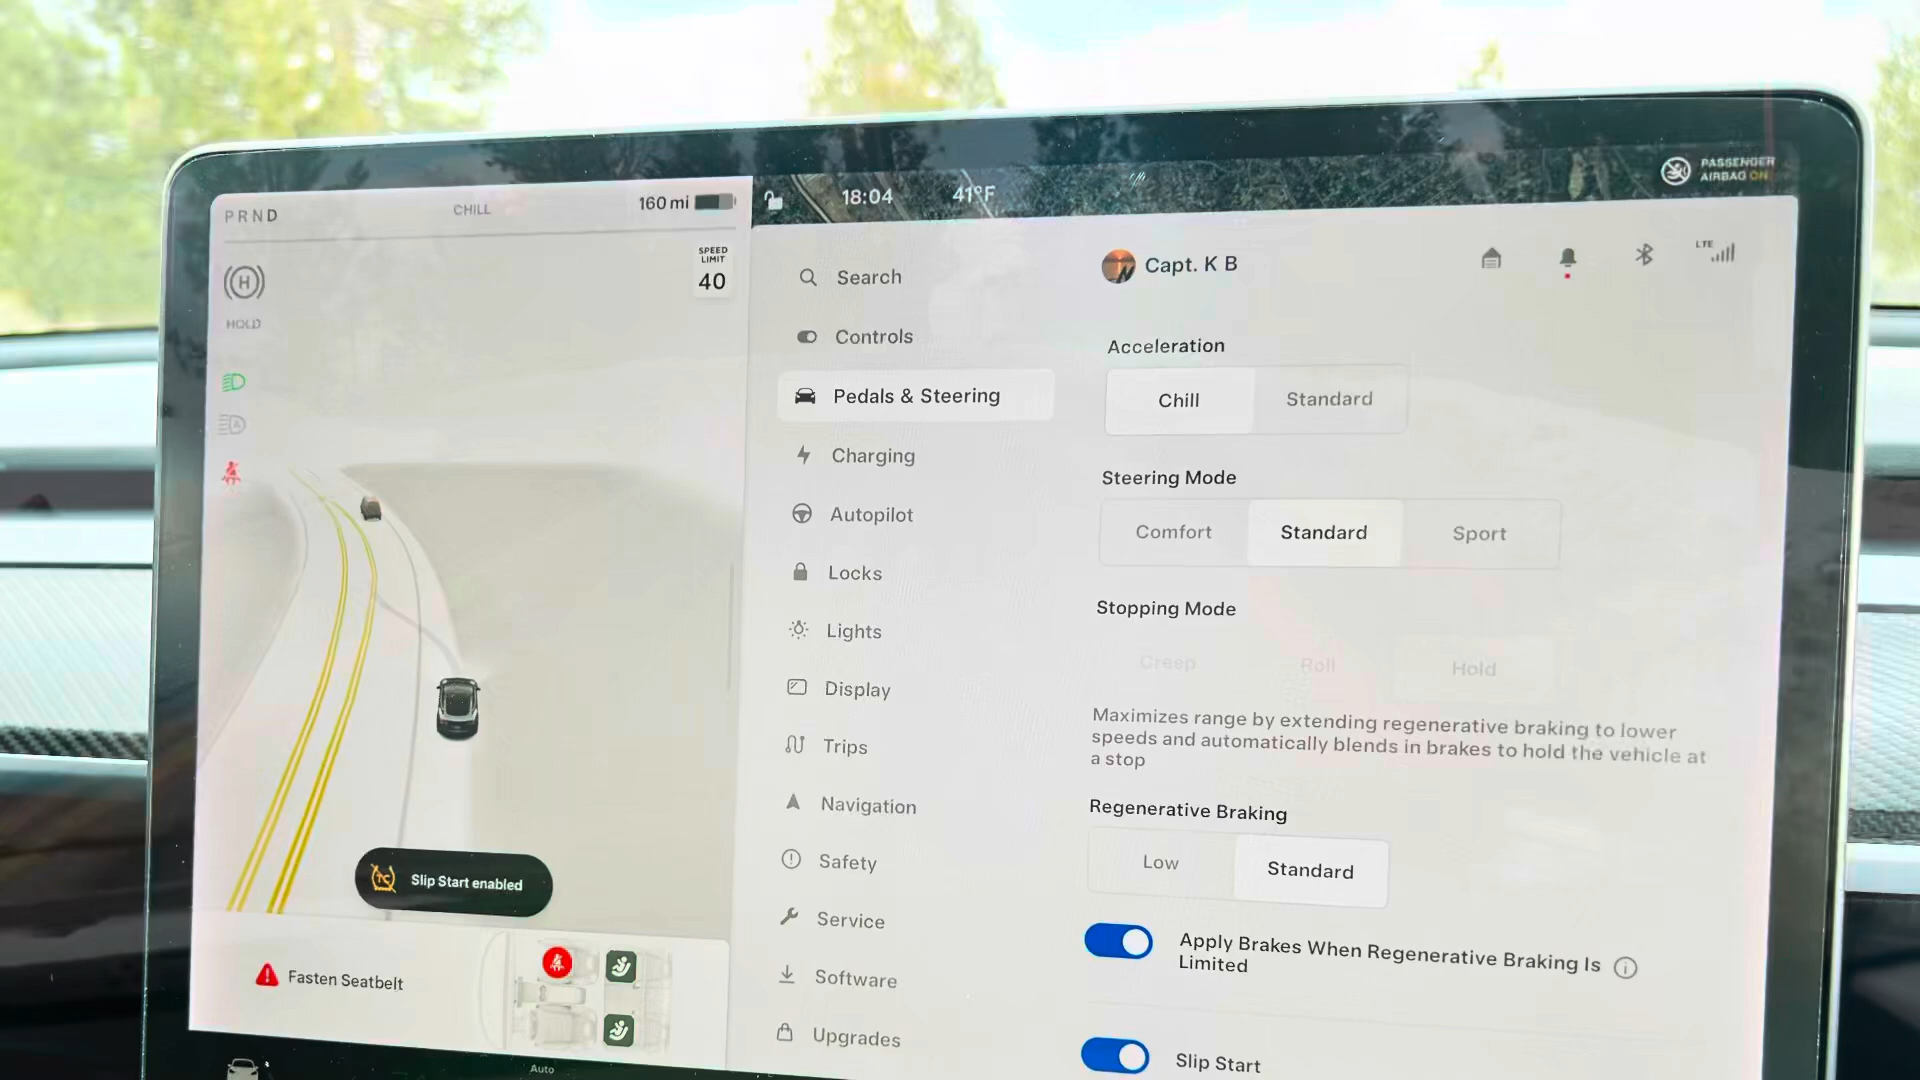 PRND
CHILL
160 mi
SPEED
LIMIT
40
HOLD
Slip Start enabled
Fasten Seatbelt
Auto
18:04
41°F
PASSENGER
AIRBAG ON
Search
Controls
Pedals & Steering
Charging
Autopilot
Locks
Lights
Display
Trips
Navigation
Safety
Service
Software
Upgrades
Capt. K B
LTE
Acceleration
Chill
Standard
Steering Mode
Comfort
Standard
Sport
Stopping Mode
Creep
Roll
Hold
Maximizes range by extending regenerative braking to lower
speeds and automatically blends in brakes to hold the vehicle at
a stop
Regenerative Braking
Low
Standard
Apply Brakes When Regenerative Braking Is
Limited
Slip Start